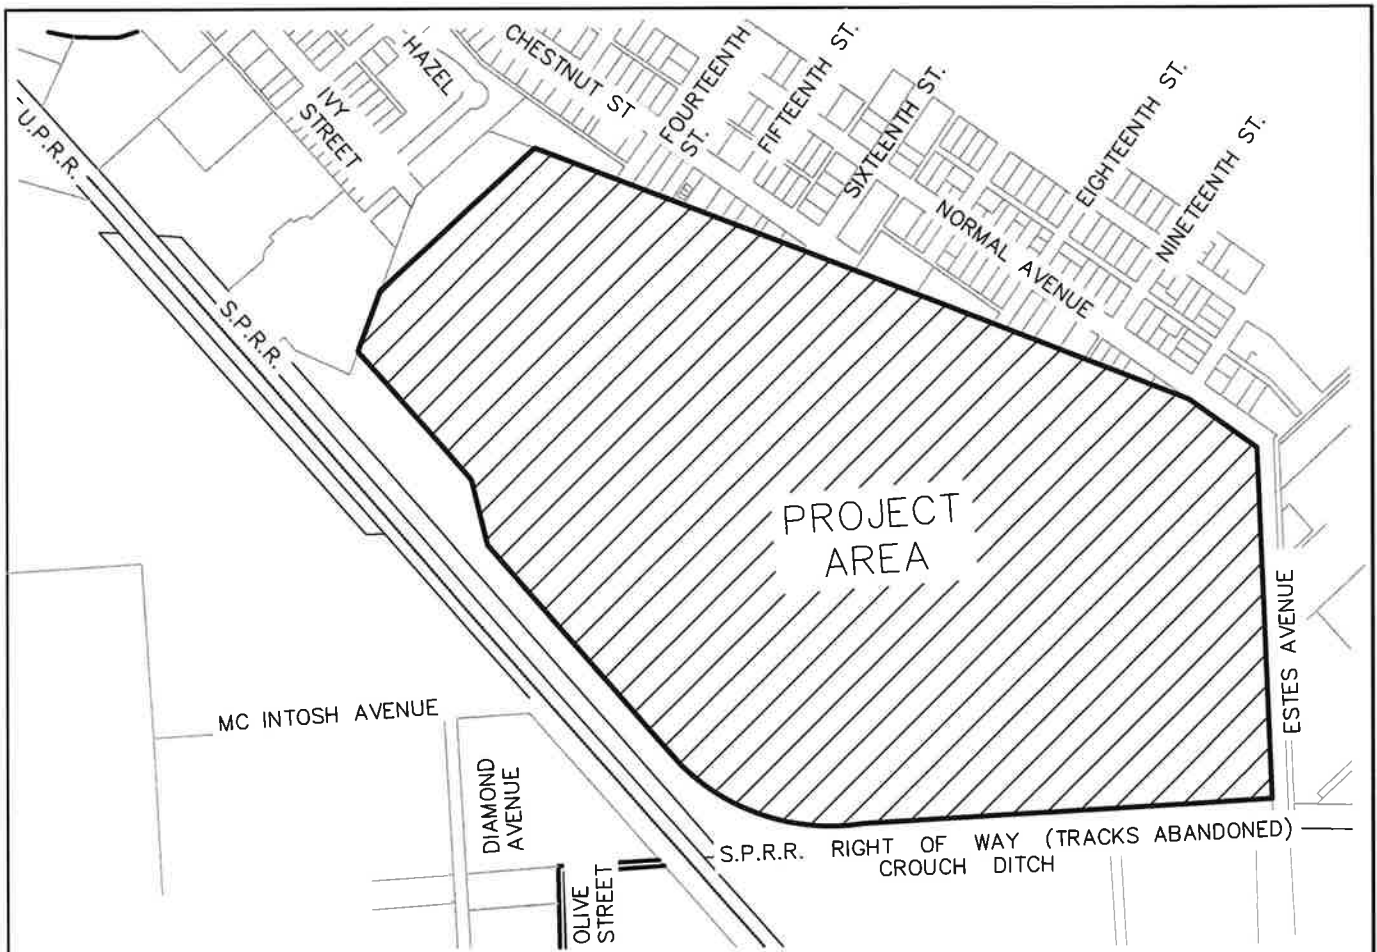 HAZEL
CHESTNUT ST
FOURTEENTH
ST.
FIFTEENTH ST.
SIXTEENTH ST.
EIGHTEENTH ST.
NINETEENTH ST.
IVY
STREET
U.P.R.R.
NORMAL AVENUE
S.P.R.R.
PROJECT
AREA
ESTES AVENUE
MC INTOSH AVENUE
DIAMOND
AVENUE
S.P.R.R. RIGHT OF WAY (TRACKS ABANDONED)
CROUCH DITCH
OLIVE
STREET